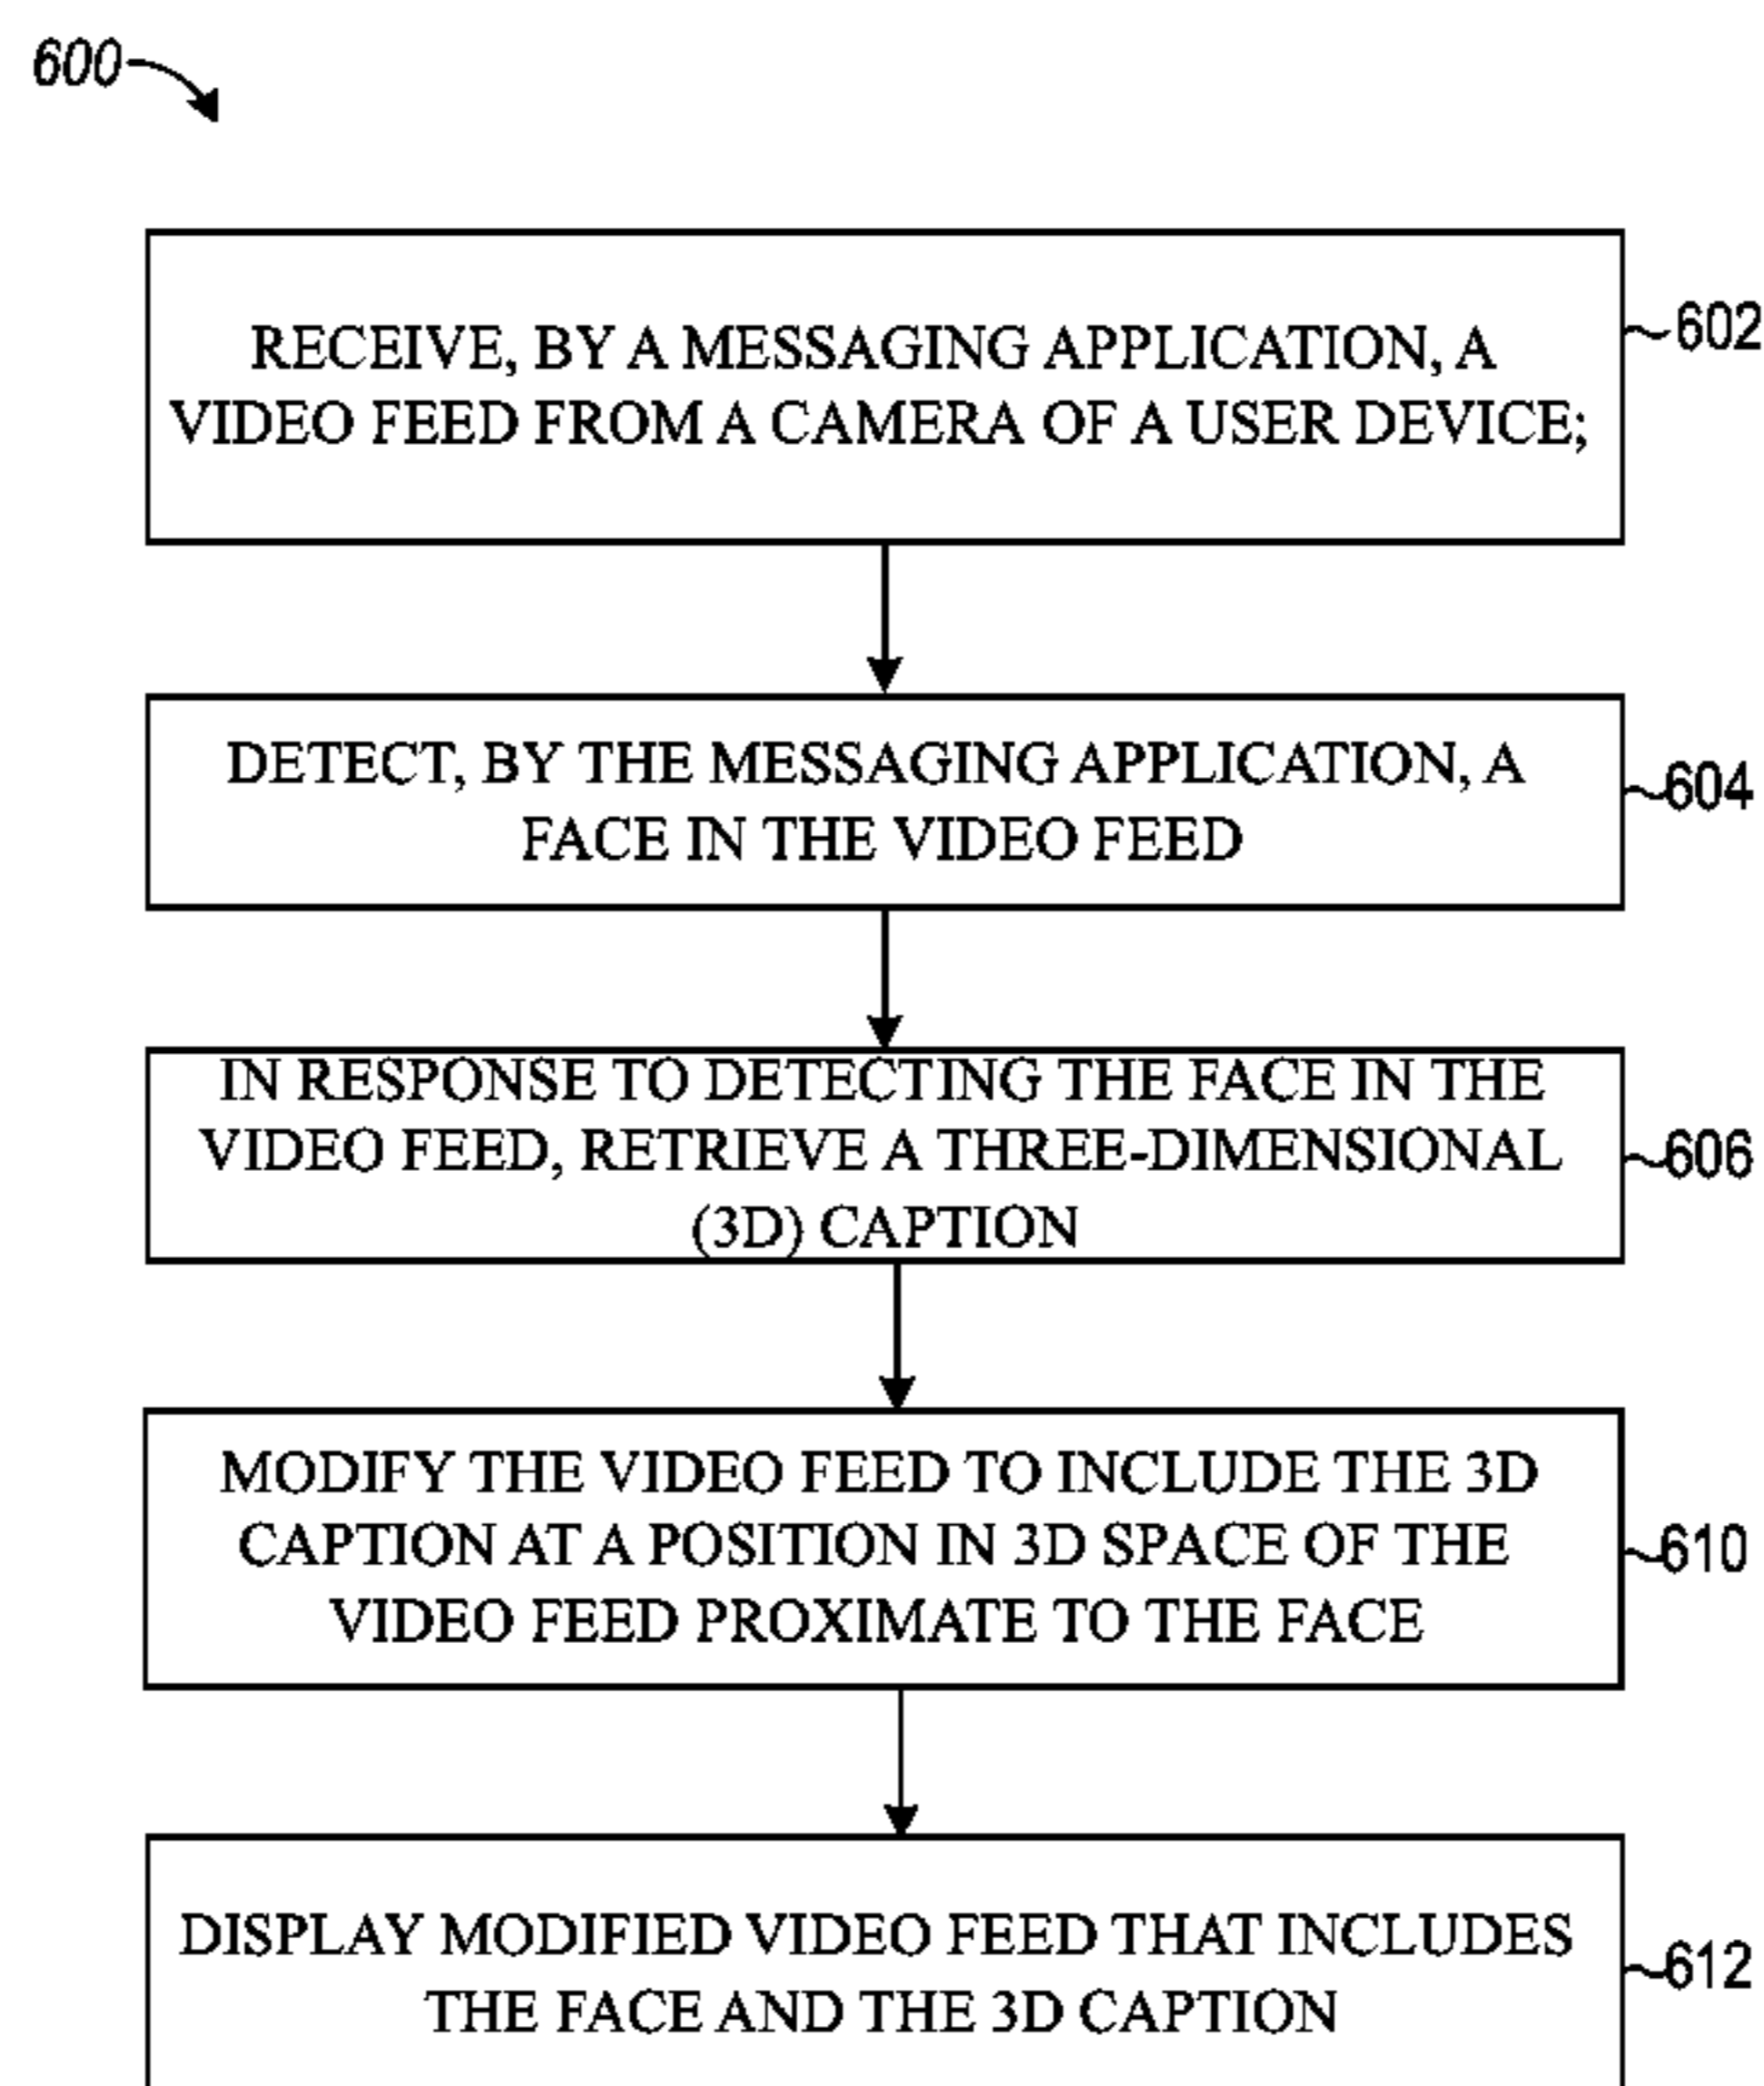 600
RECEIVE, BY A MESSAGING APPLICATION, A
VIDEO FEED FROM A CAMERA OF A USER DEVICE;
602
DETECT, BY THE MESSAGING APPLICATION, A
FACE IN THE VIDEO FEED
604
IN RESPONSE TO DETECTING THE FACE IN THE
VIDEO FEED, RETRIEVE A THREE-DIMENSIONAL
(3D) CAPTION
606
MODIFY THE VIDEO FEED TO INCLUDE THE 3D
CAPTION AT A POSITION IN 3D SPACE OF THE
VIDEO FEED PROXIMATE TO THE FACE
610
DISPLAY MODIFIED VIDEO FEED THAT INCLUDES
THE FACE AND THE 3D CAPTION
612